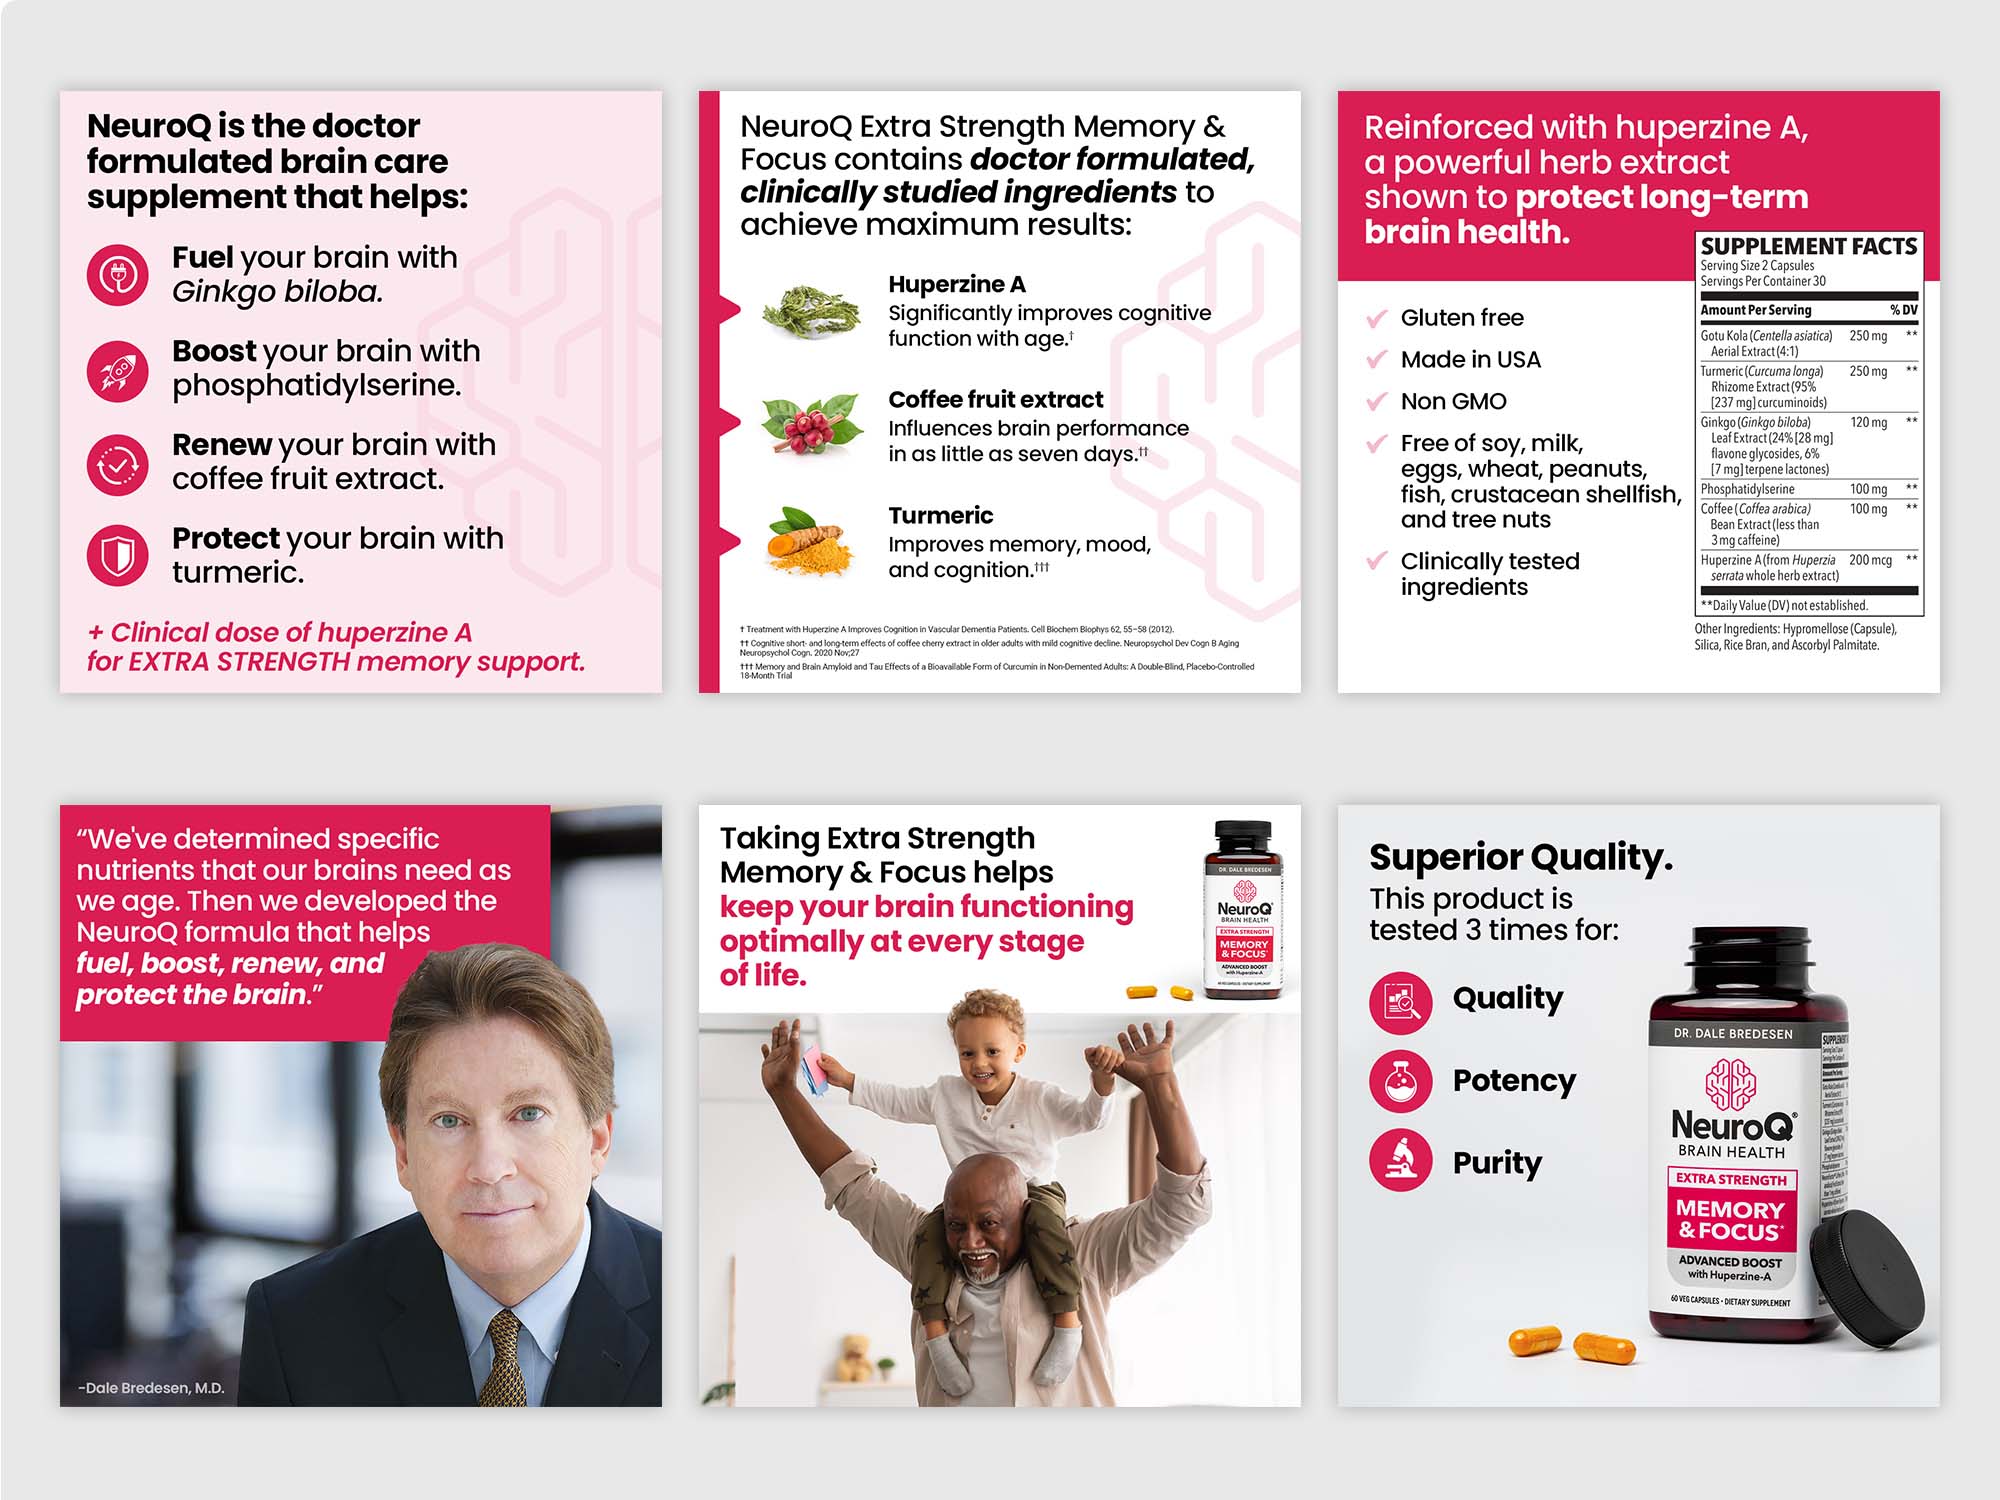 NeuroQ is the doctor
formulated brain care
supplement that helps:
Fuel your brain with
Ginkgo biloba.
Boost your brain with
phosphatidylserine.
Renew your brain with
coffee fruit extract.
Protect your brain with
turmeric.
+ Clinical dose of huperzine A
for EXTRA STRENGTH memory support.
NeuroQ Extra Strength Memory &
Focus contains doctor formulated,
clinically studied ingredients to
achieve maximum results:
Huperzine A
Significantly improves cognitive
function with age.†
Coffee fruit extract
Influences brain performance
in as little as seven days.††
Turmeric
Improves memory, mood,
and cognition.†††
† Treatment with Huperzine A Improves Cognition in Vascular Dementia Patients. Cell Biochem Biophys 62, 55–58 (2012).
†† Cognitive short- and long-term effects of coffee cherry extract in older adults with mild cognitive decline. Neuropsychol Dev Cogn B Aging
Neuropsychol Cogn. 2020 Nov;27
††† Memory and Brain Amyloid and Tau Effects of a Bioavailable Form of Curcumin in Non-Demented Adults: A Double-Blind, Placebo-Controlled
18-Month Trial
Reinforced with huperzine A,
a powerful herb extract
shown to protect long-term
brain health.
Gluten free
Made in USA
Non GMO
Free of soy, milk,
eggs, wheat, peanuts,
fish, crustacean shellfish,
and tree nuts
Clinically tested
ingredients
SUPPLEMENT FACTS
Serving Size 2 Capsules
Servings Per Container 30
Amount Per Serving % DV
Gotu Kola (Centella asiatica) 250 mg **
Aerial Extract (4:1)
Turmeric (Curcuma longa) 250 mg **
Rhizome Extract (95%
[237 mg] curcuminoids)
Ginkgo (Ginkgo biloba) 120 mg **
Leaf Extract (24% [28 mg]
flavone glycosides, 6%
[7 mg] terpene lactones)
Phosphatidylserine 100 mg **
Coffee (Coffea arabica) 100 mg **
Bean Extract (less than
3 mg caffeine)
Huperzine A (from Huperzia 200 mcg **
serrata whole herb extract)
**Daily Value (DV) not established.
Other Ingredients: Hypromellose (Capsule),
Silica, Rice Bran, and Ascorbyl Palmitate.
“We've determined specific
nutrients that our brains need as
we age. Then we developed the
NeuroQ formula that helps
fuel, boost, renew, and
protect the brain.”
-Dale Bredesen, M.D.
Taking Extra Strength
Memory & Focus helps
keep your brain functioning
optimally at every stage
of life.
DR. DALE BREDESEN
NeuroQ
BRAIN HEALTH
EXTRA STRENGTH
MEMORY
& FOCUS*
ADVANCED BOOST
with Huperzine-A
60 VEG CAPSULES • DIETARY SUPPLEMENT
Superior Quality.
This product is
tested 3 times for:
Quality
Potency
Purity
DR. DALE BREDESEN
NeuroQ®
BRAIN HEALTH
EXTRA STRENGTH
MEMORY
& FOCUS*
ADVANCED BOOST
with Huperzine-A
60 VEG CAPSULES • DIETARY SUPPLEMENT